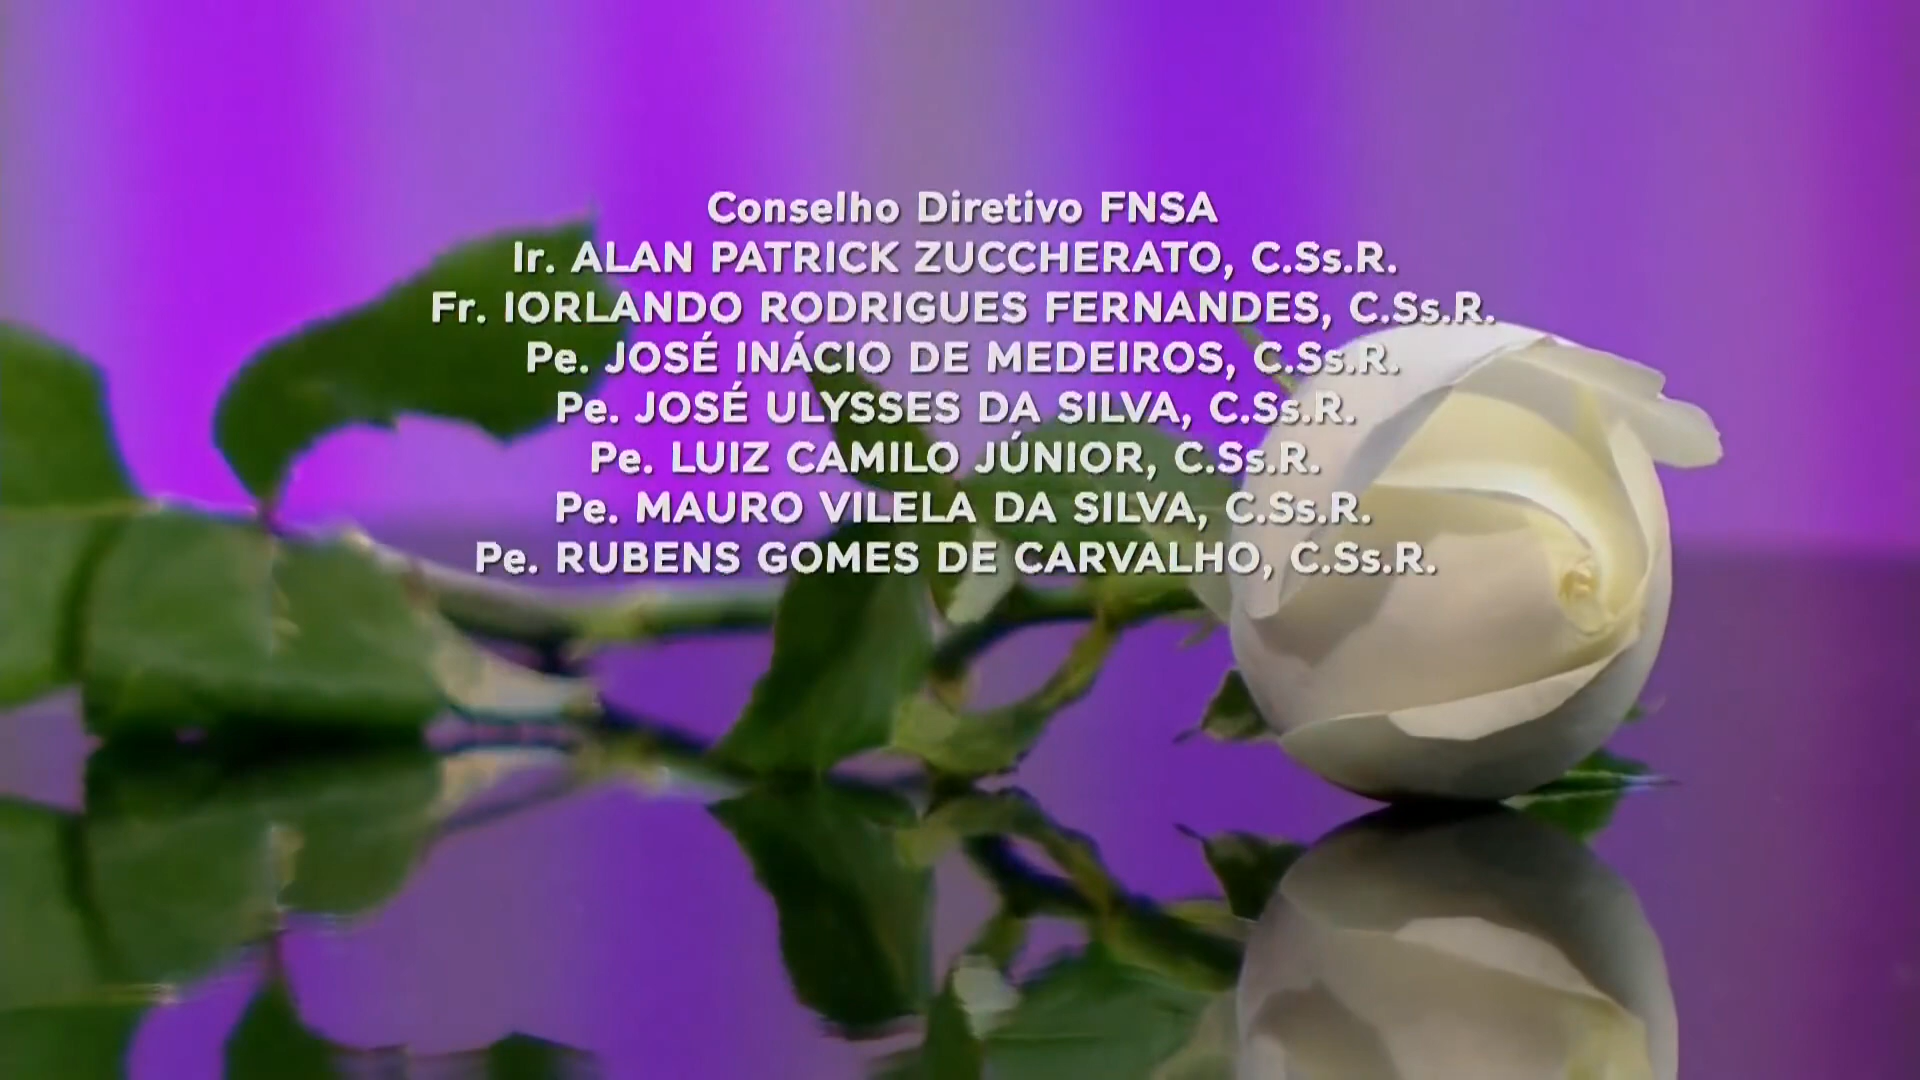 Conselho Diretivo FNSA
Ir. ALAN PATRICK ZUCCHERATO, C.Ss.R.
Fr. IORLANDO RODRIGUES FERNANDES, C.Ss.R.
Pe. JOSÉ INÁCIO DE MEDEIROS, C.Ss.R.
Pe. JOSÉ ULYSSES DA SILVA, C.Ss.R.
Pe. LUIZ CAMILO JÚNIOR, C.Ss.R.
Pe. MAURO VILELA DA SILVA, C.Ss.R.
Pe. RUBENS GOMES DE CARVALHO, C.Ss.R.